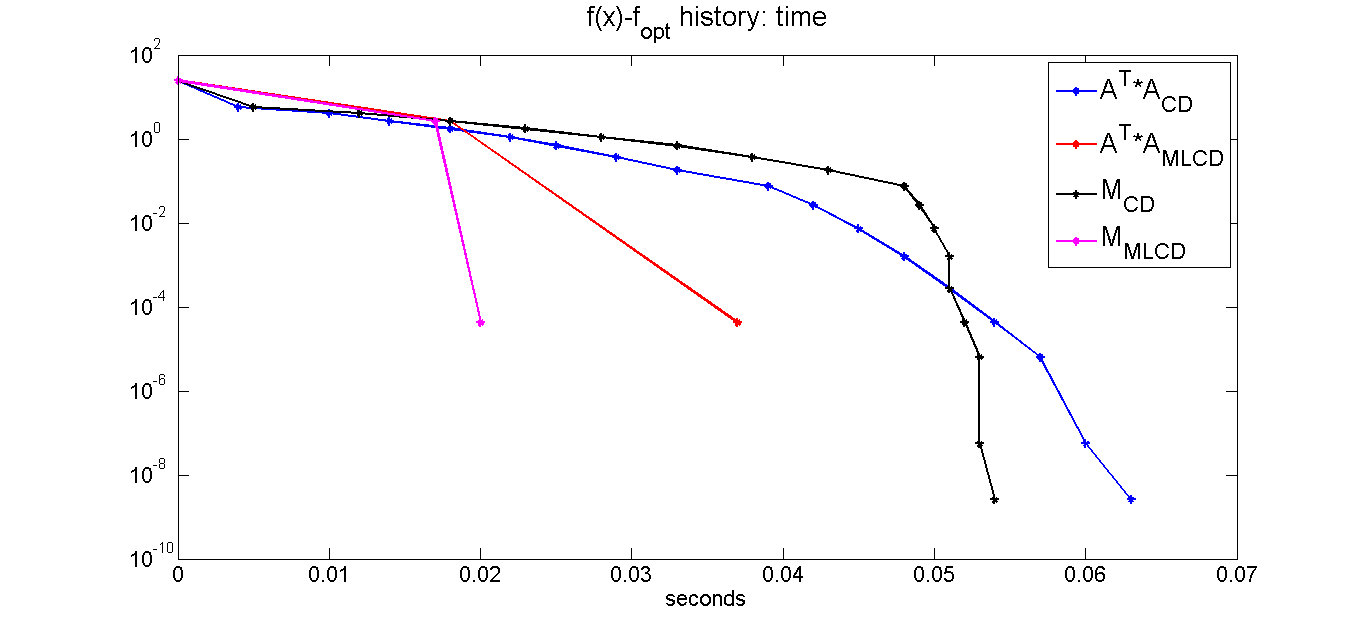 f(x)-f_opt history: time
10^2
10^0
10^-2
10^-4
10^-6
10^-8
10^-10
A^T*A_CD
A^T*A_MLCD
M_CD
M_MLCD
0 0.01 0.02 0.03 0.04 0.05 0.06 0.07
seconds